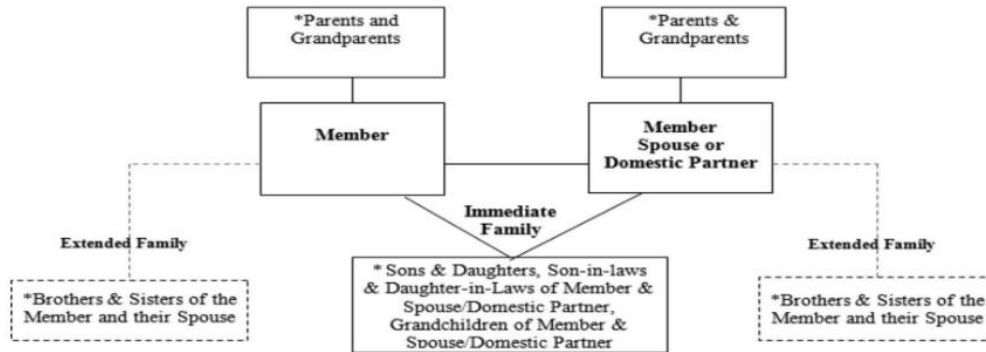 *Parents and
Grandparents
*Parents &
Grandparents
Member
Member
Spouse or
Domestic Partner
Immediate
Family
Extended Family
Extended Family
*Brothers & Sisters of the
Member and their Spouse
* Sons & Daughters, Son-in-laws
& Daughter-in-Laws of Member &
Spouse/Domestic Partner,
Grandchildren of Member &
Spouse/Domestic Partner
*Brothers & Sisters of the
Member and their Spouse